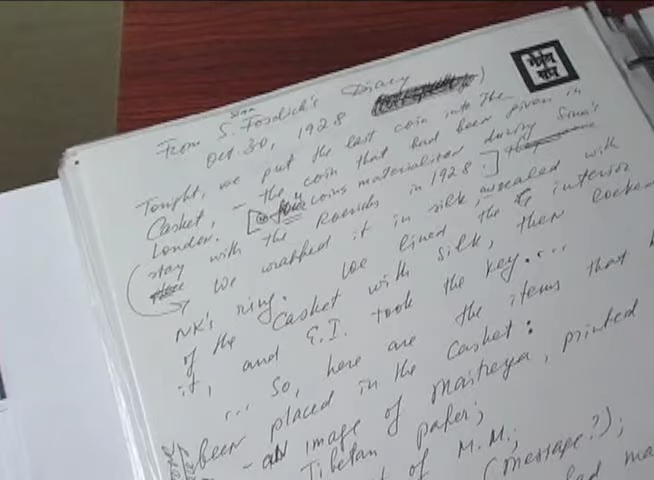 Sina
From S. Fosdick's Diary
Oct. 30, 1928
Tonight, we put the last coin into the
Casket, – the coin that had been given in
London. [ coins materialized during Sina's
stay with the Roerichs in 1928.]
We wrapped it in silk, sealed with
NK's ring. We lined the interior
of the Casket with silk, then locked
it, and E.I. took the key....
... So, here are the items that
been placed in the Casket:
- an image of Maitreya, printed
Tibetan paper;
of M.M.;
(message?);